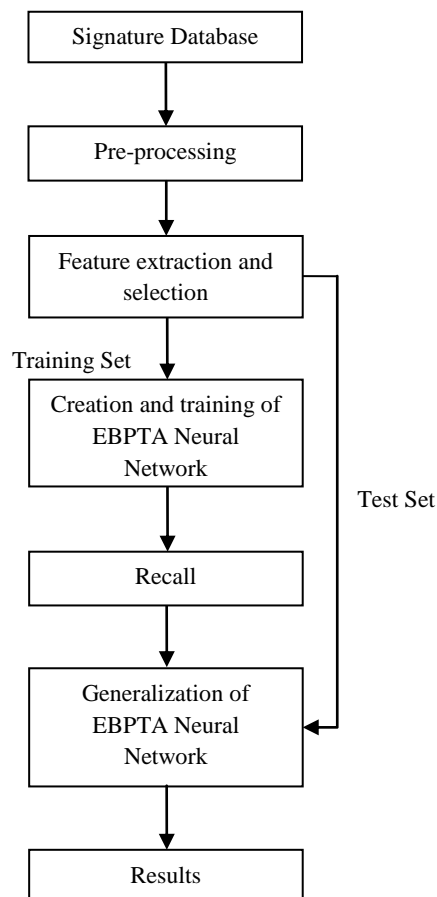 Signature Database
Pre-processing
Feature extraction and
selection
Training Set
Creation and training of
EBPTA Neural
Network
Test Set
Recall
Generalization of
EBPTA Neural
Network
Results